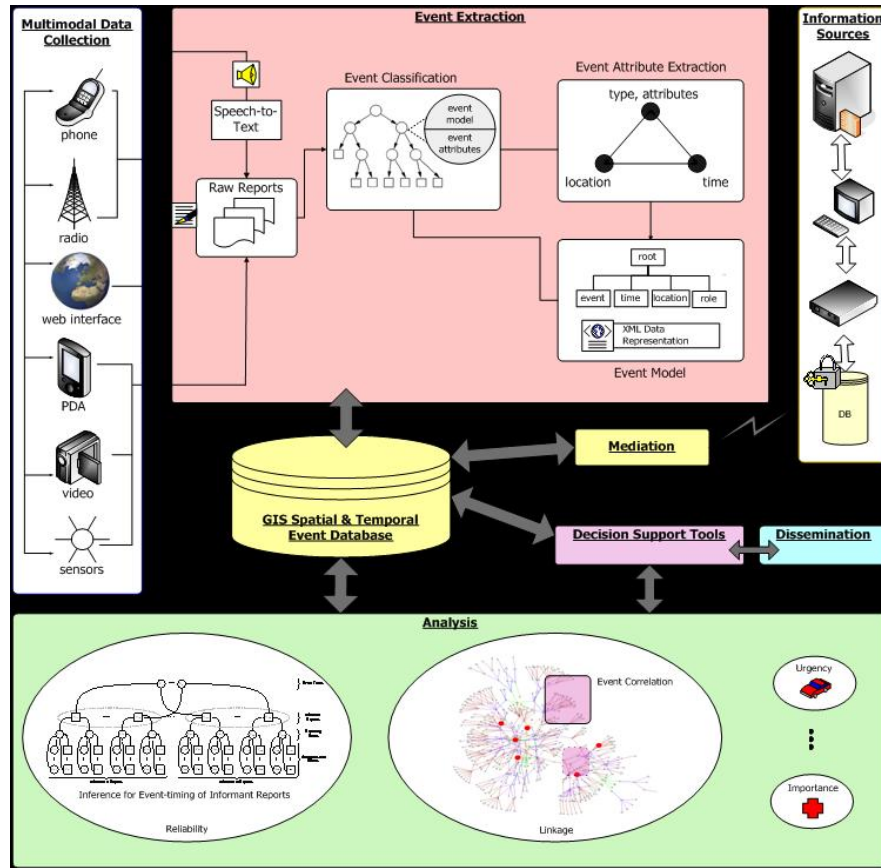 Multimodal Data
Collection
phone
radio
web interface
PDA
video
sensors
Event Extraction
Speech-to-
Text
Raw Reports
Event Classification
event
model
event
attributes
Event Attribute Extraction
type, attributes
location
time
root
event
time
location
role
XML Data
Representation
Event Model
Information
Sources
DB
GIS Spatial & Temporal
Event Database
Mediation
Decision Support Tools
Dissemination
Analysis
Inference for Event-timing of Informant Reports
Reliability
Event Correlation
Linkage
Urgency
Importance